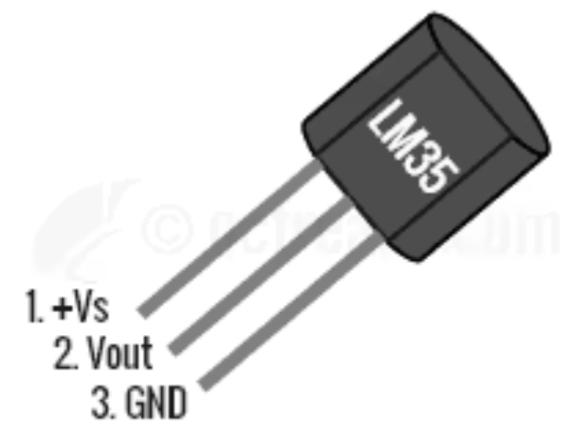 LM35
1. +Vs
2. Vout
3. GND